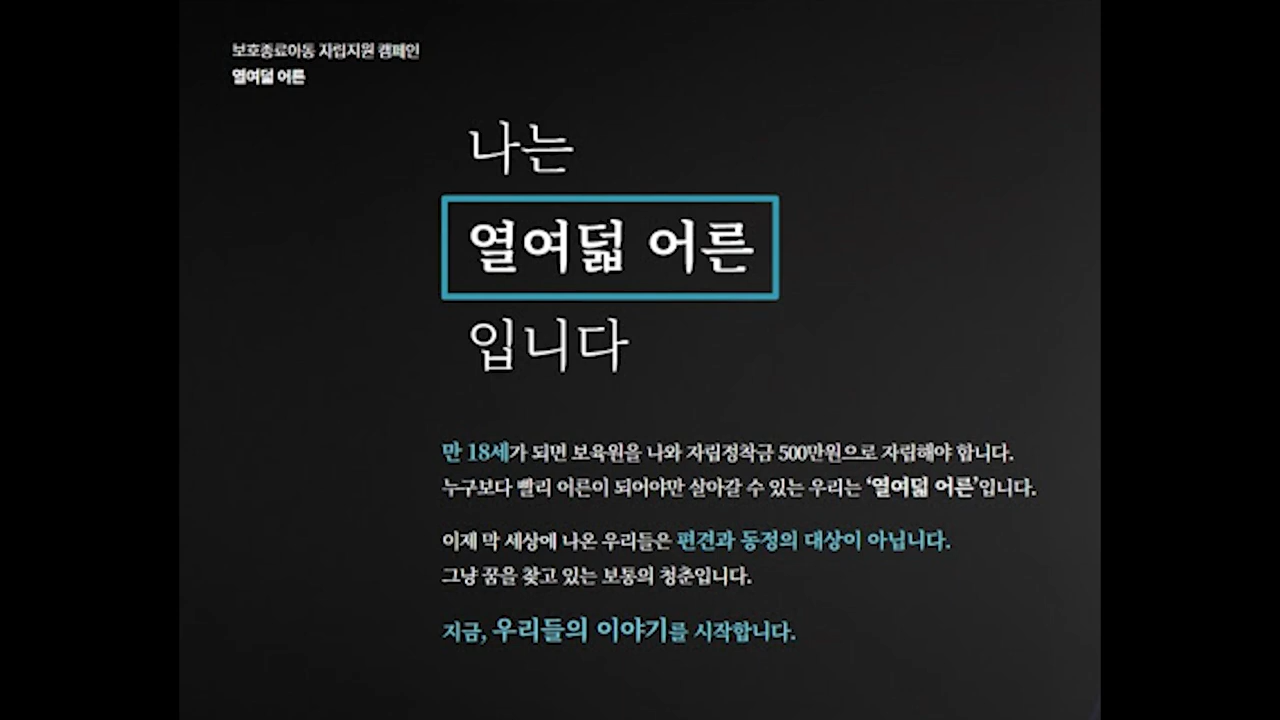 보호종료아동 자립지원 캠페인
열여덟 어른
나는
열여덟 어른
입니다
만 18세가 되면 보육원을 나와 자립정착금 500만원으로 자립해야 합니다.
누구보다 빨리 어른이 되어야만 살아갈 수 있는 우리는 ‘열여덟 어른’입니다.
이제 막 세상에 나온 우리들은 편견과 동정의 대상이 아닙니다.
그냥 꿈을 찾고 있는 보통의 청춘입니다.
지금, 우리들의 이야기를 시작합니다.